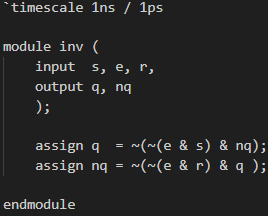 `timescale 1ns / 1ps
module inv (
input  s, e, r,
output q, nq
);
assign q  = ~(~(e & s) & nq);
assign nq = ~(~(e & r) & q );
endmodule